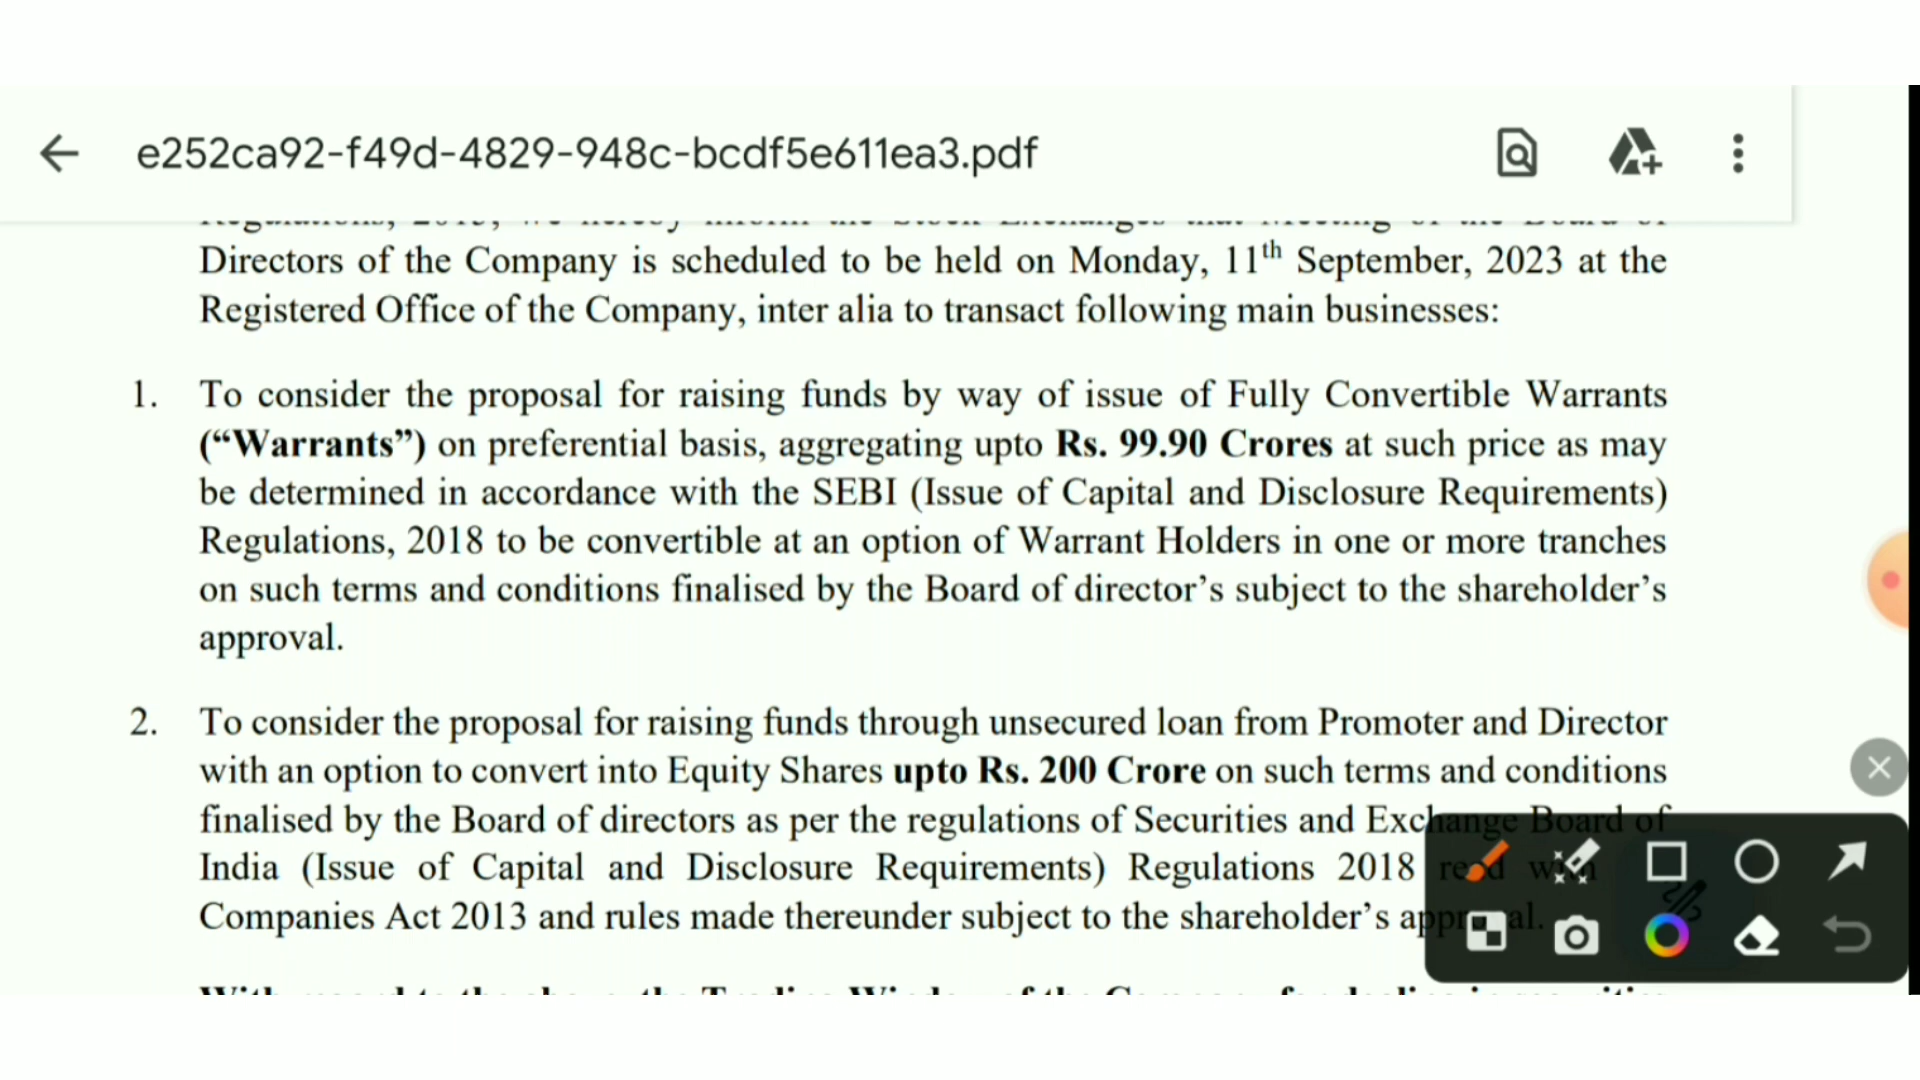 e252ca92-f49d-4829-948c-bcdf5e611ea3.pdf
Directors of the Company is scheduled to be held on Monday, 11th September, 2023 at the
Registered Office of the Company, inter alia to transact following main businesses:
1. To consider the proposal for raising funds by way of issue of Fully Convertible Warrants
(“Warrants”) on preferential basis, aggregating upto Rs. 99.90 Crores at such price as may
be determined in accordance with the SEBI (Issue of Capital and Disclosure Requirements)
Regulations, 2018 to be convertible at an option of Warrant Holders in one or more tranches
on such terms and conditions finalised by the Board of director’s subject to the shareholder’s
approval.
2. To consider the proposal for raising funds through unsecured loan from Promoter and Director
with an option to convert into Equity Shares upto Rs. 200 Crore on such terms and conditions
finalised by the Board of directors as per the regulations of Securities and Exchange Board of
India (Issue of Capital and Disclosure Requirements) Regulations 2018 read with
Companies Act 2013 and rules made thereunder subject to the shareholder’s approval.